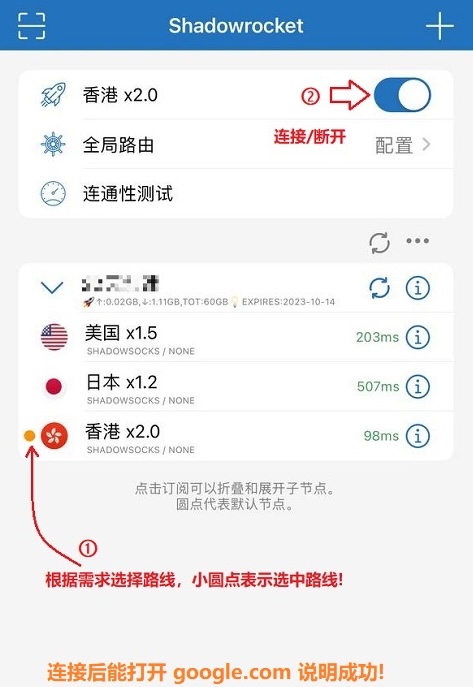 Shadowrocket
香港 x2.0
②
连接/断开
全局路由
配置
连通性测试
↑:0.02GB,↓:1.11GB,TOT:60GB💡EXPIRES:2023-10-14
美国 x1.5
SHADOWSOCKS / NONE
203ms
日本 x1.2
SHADOWSOCKS / NONE
507ms
香港 x2.0
SHADOWSOCKS / NONE
98ms
点击订阅可以折叠和展开子节点。
圆点代表默认节点。
①
根据需求选择路线，小圆点表示选中路线!
连接后能打开 google.com 说明成功!